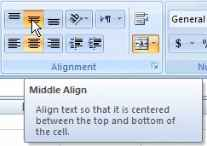 General
$ - %
Alignment
Nu
Middle Align
Align text so that it is centered
between the top and bottom of
the cell.